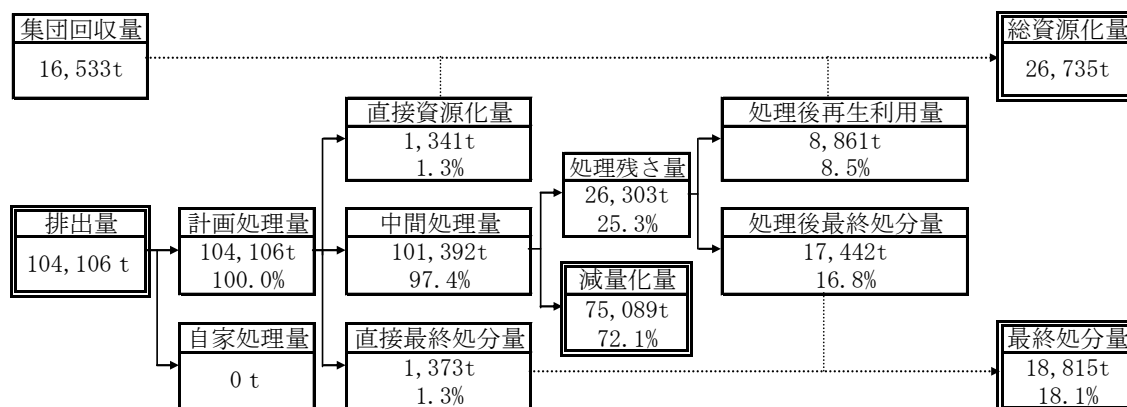 集団回収量
16,533t
総資源化量
26,735t
直接資源化量
1,341t
1.3%
処理後再生利用量
8,861t
8.5%
処理残さ量
26,303t
25.3%
排出量
104,106 t
計画処理量
104,106t
100.0%
中間処理量
101,392t
97.4%
処理後最終処分量
17,442t
16.8%
減量化量
75,089t
72.1%
自家処理量
0 t
直接最終処分量
1,373t
1.3%
最終処分量
18,815t
18.1%